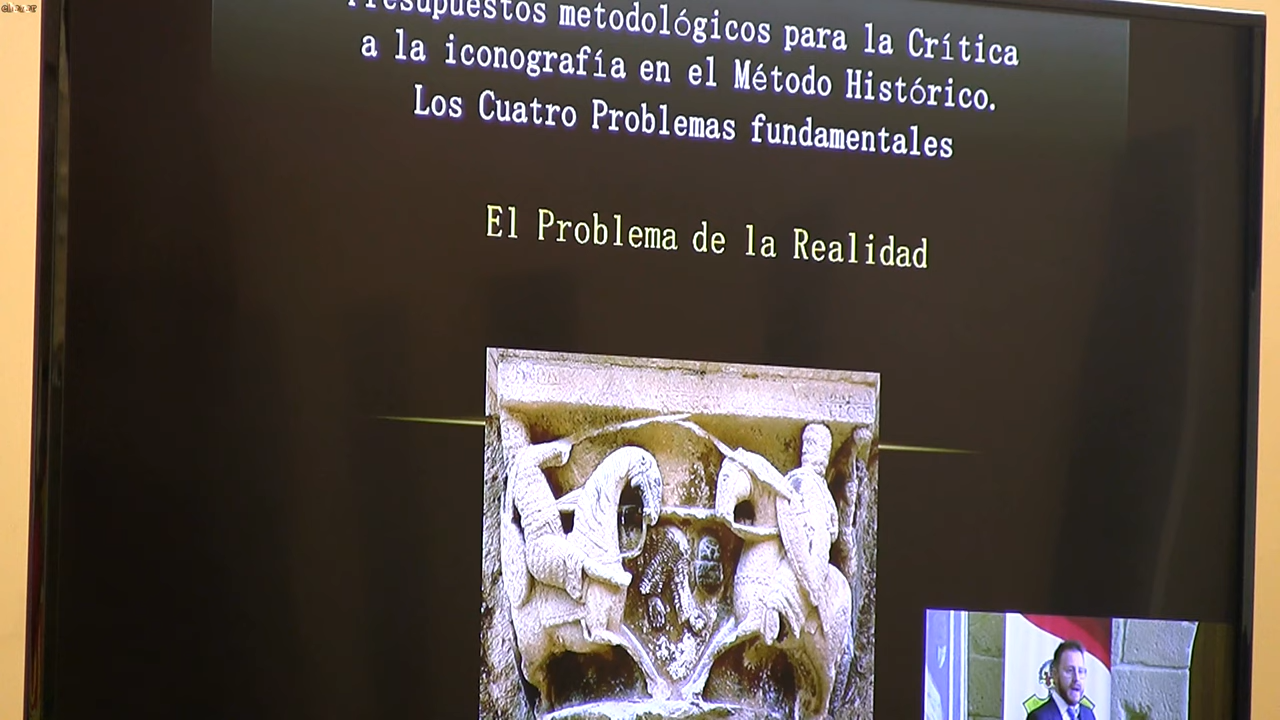 Presupuestos metodológicos para la Crítica
a la iconografía en el Método Histórico.
Los Cuatro Problemas fundamentales
El Problema de la Realidad